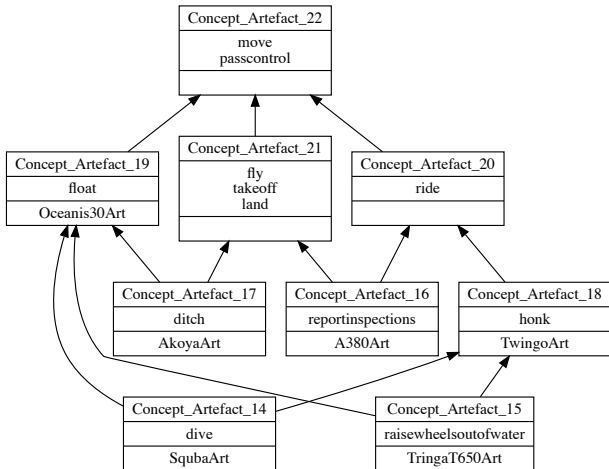 Concept_Artefact_22
move
passcontrol
Concept_Artefact_19
float
Oceanis30Art
Concept_Artefact_21
fly
takeoff
land
Concept_Artefact_20
ride
Concept_Artefact_17
ditch
AkoyaArt
Concept_Artefact_16
reportinspections
A380Art
Concept_Artefact_18
honk
TwingoArt
Concept_Artefact_14
dive
SqubaArt
Concept_Artefact_15
raisewheelsoutofwater
TringaT650Art